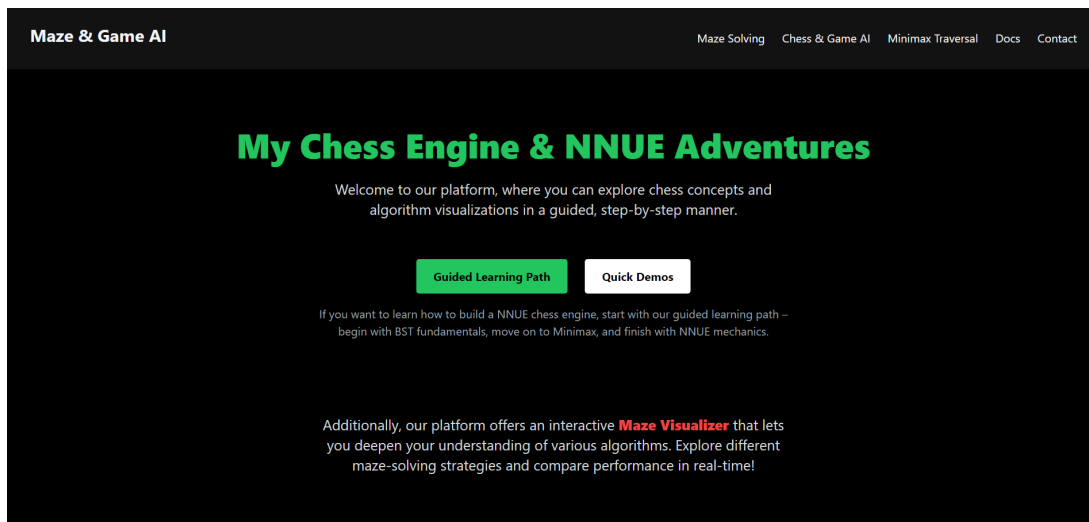 Maze & Game AI
Maze Solving Chess & Game AI Minimax Traversal Docs Contact
My Chess Engine & NNUE Adventures
Welcome to our platform, where you can explore chess concepts and
algorithm visualizations in a guided, step-by-step manner.
Guided Learning Path Quick Demos
If you want to learn how to build a NNUE chess engine, start with our guided learning path –
begin with BST fundamentals, move on to Minimax, and finish with NNUE mechanics.
Additionally, our platform offers an interactive Maze Visualizer that lets
you deepen your understanding of various algorithms. Explore different
maze-solving strategies and compare performance in real-time!